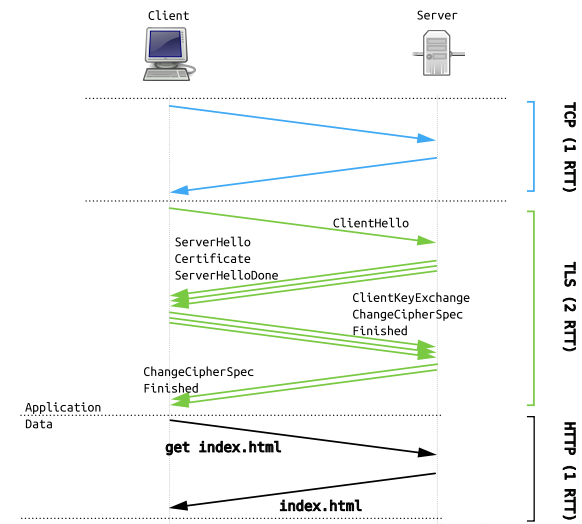 Client
Server
TCP (1 RTT)
ClientHello
ServerHello
Certificate
ServerHelloDone
ClientKeyExchange
ChangeCipherSpec
Finished
TLS (2 RTT)
ChangeCipherSpec
Finished
Application
Data
get index.html
index.html
HTTP (1 RTT)